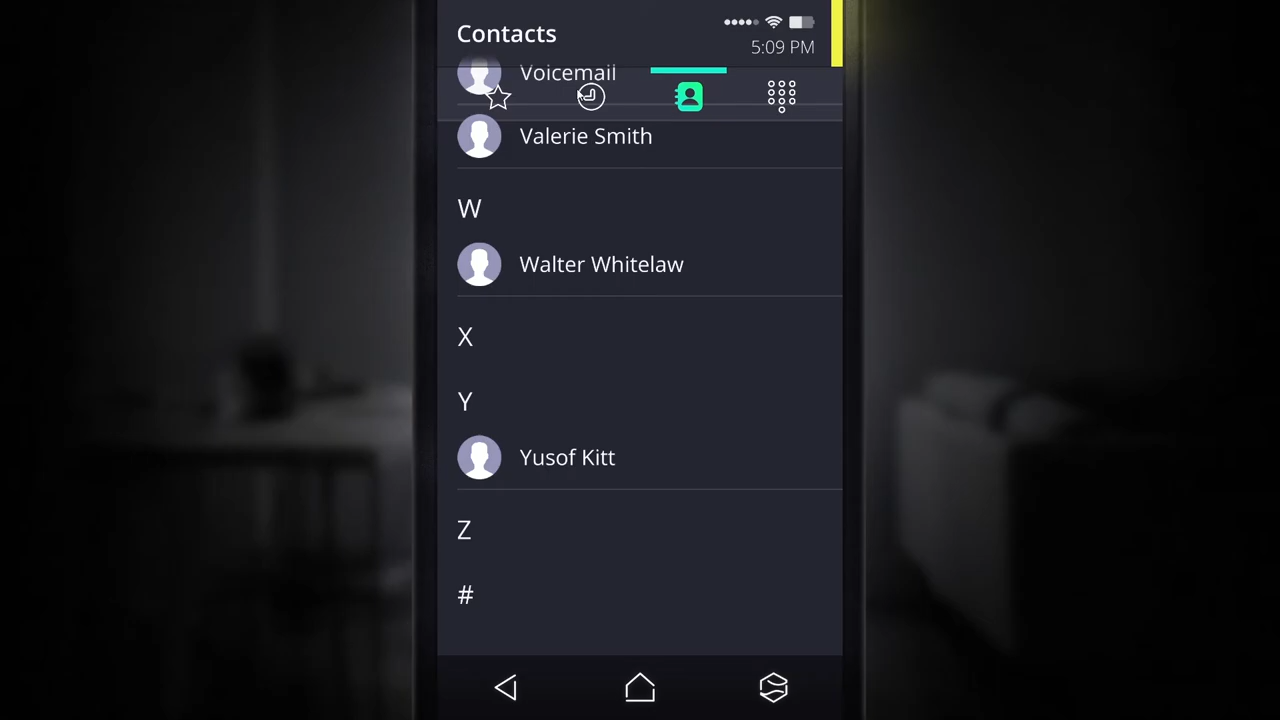 Contacts
5:09 PM
Voicemail
Valerie Smith
W
Walter Whitelaw
X
Y
Yusof Kitt
Z
#